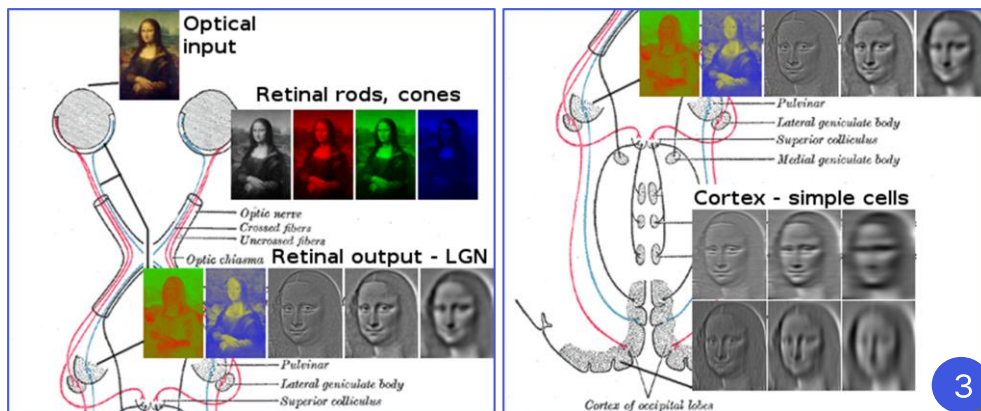 Optical
input
Retinal rods, cones
Optic nerve
Crossed fibers
Uncrossed fibers
Optic chiasma
Retinal output - LGN
Pulvinar
Lateral geniculate body
Superior colliculus
Pulvinar
Lateral geniculate body
Superior colliculus
Medial geniculate body
Cortex - simple cells
Cortex of occipital lobes
3